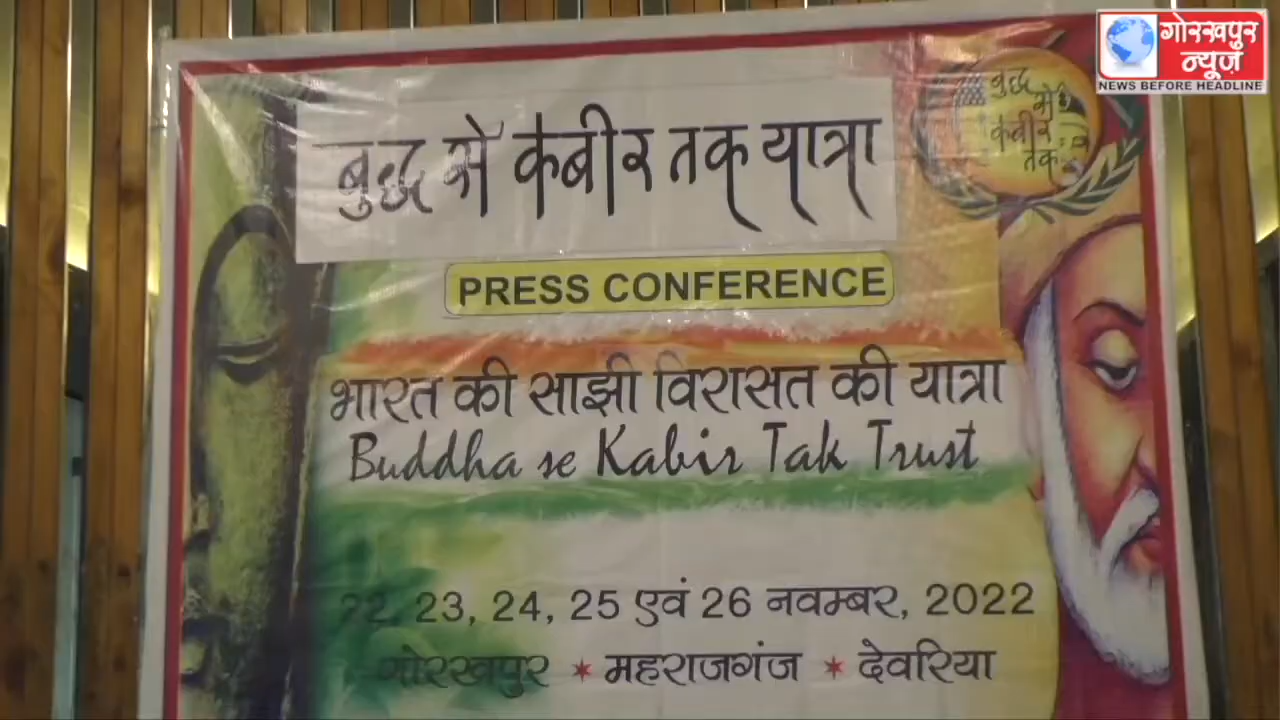 गोरखपुर
न्यूज़
NEWS BEFORE HEADLINE
बुद्ध
से
कबीर
तक
बुद्ध से कबीर तक यात्रा
PRESS CONFERENCE
भारत की साझी विरासत की यात्रा
Buddha se Kabir Tak Trust
22, 23, 24, 25 एवं 26 नवम्बर, 2022
गोरखपुर * महराजगंज * देवरिया